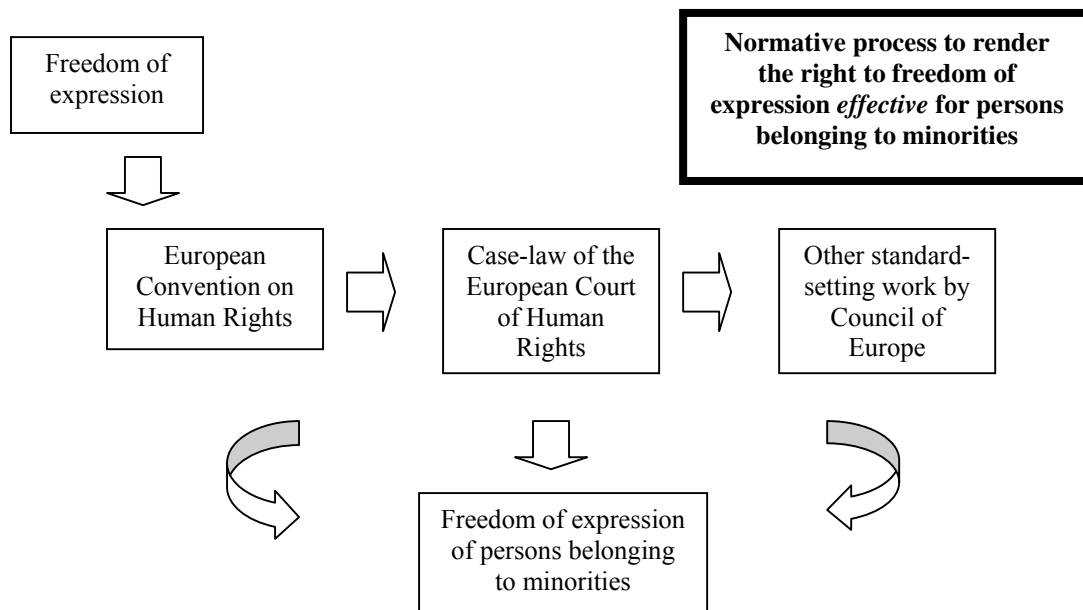 Freedom of
expression
Normative process to render
the right to freedom of
expression effective for persons
belonging to minorities
European
Convention on
Human Rights
Case-law of the
European Court
of Human
Rights
Other standard-
setting work by
Council of
Europe
Freedom of expression
of persons belonging
to minorities